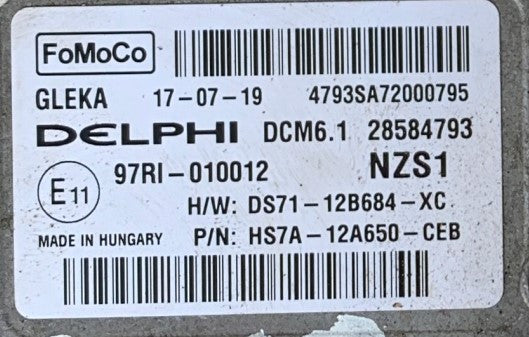 FoMoCo
GLEKA 17-07-19 4793SA72000795
DELPHI DCM6.1 28584793
E11 97RI-010012 NZS1
H/W: DS71-12B684-XC
MADE IN HUNGARY P/N: HS7A-12A650-CEB